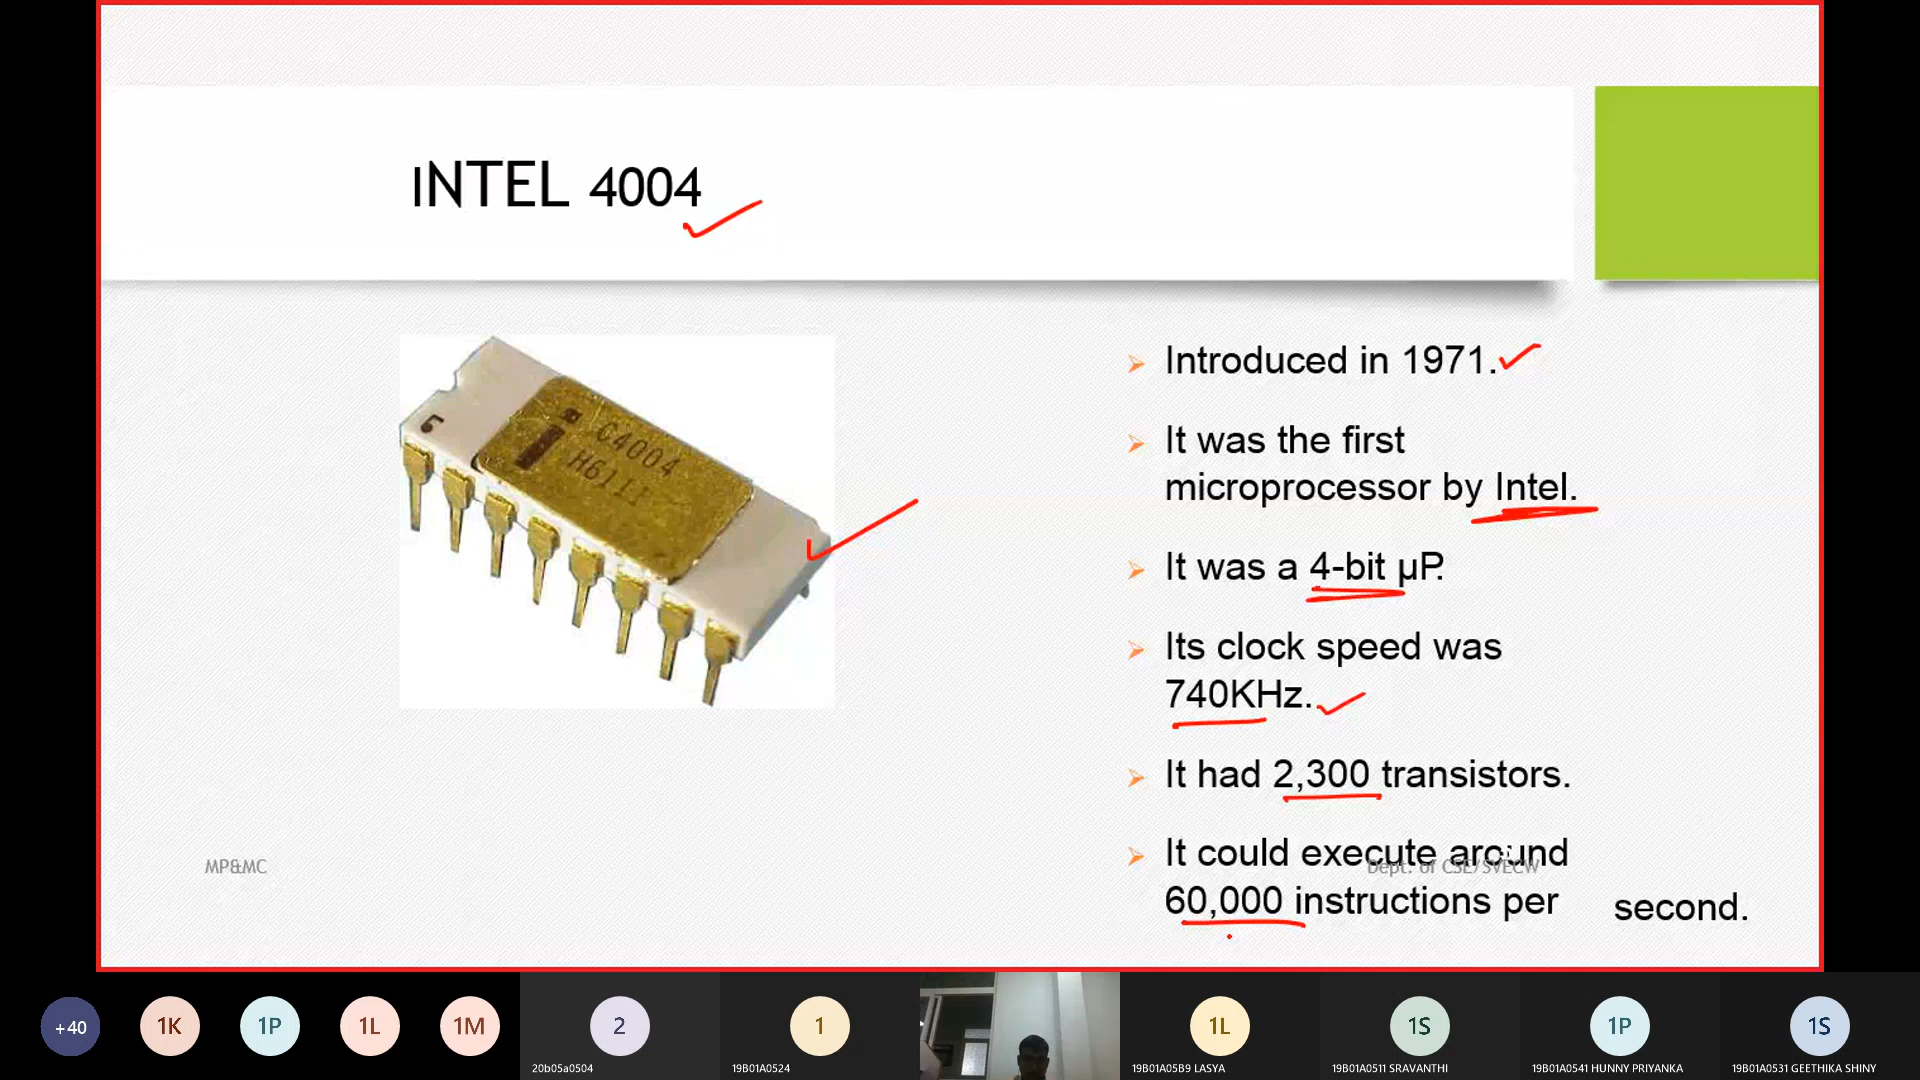 INTEL 4004
6
C4004
Introduced in 1971.
It was the first
microprocessor by Intel.
It was a 4-bit µP.
Its clock speed was
740KHz.
It had 2,300 transistors.
It could execute around
60,000 instructions per second.
MP&MC
Dept. of CSE/SVECW
+40
1K
1P
1L
1M
2
20b05a0504
1
19B01A0524
1L
19B01A05B9 LASYA
1S
19B01A0511 SRAVANTHI
1P
19B01A0541 HUNNY PRIYANKA
1S
19B01A0531 GEETHIKA SHINY